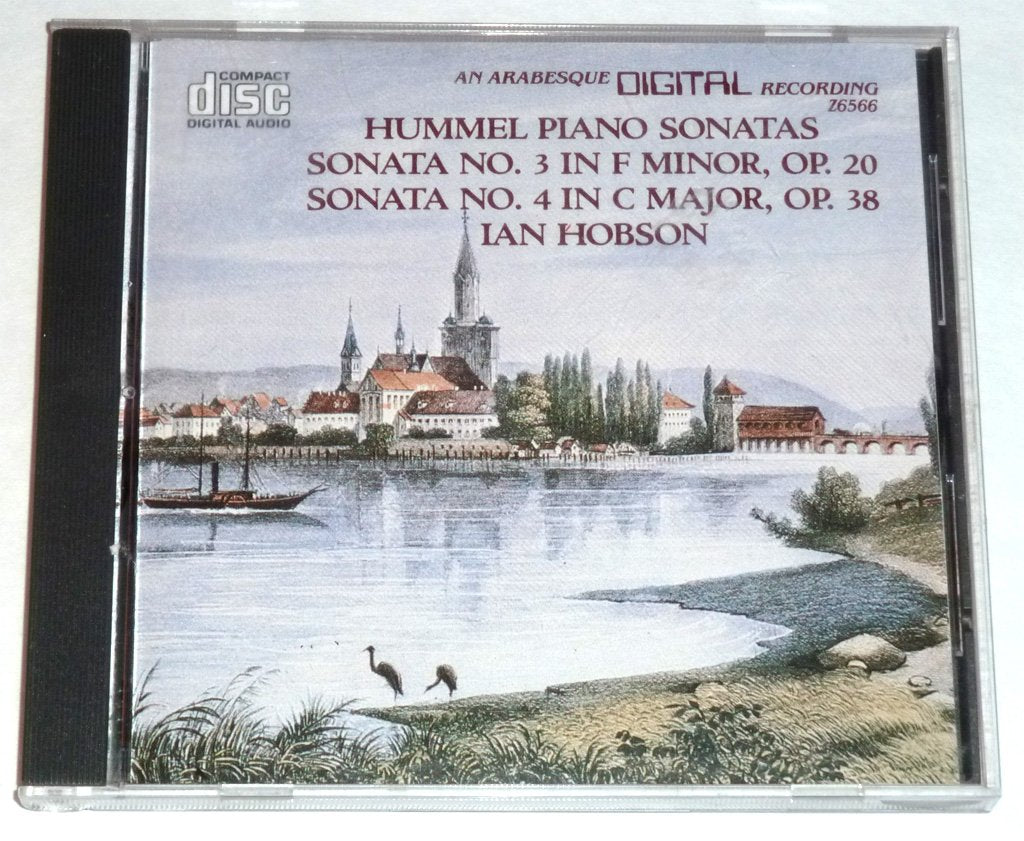 COMPACT
disc
DIGITAL AUDIO
AN ARABESQUE DIGITAL RECORDING
Z6566
HUMMEL PIANO SONATAS
SONATA NO. 3 IN F MINOR, OP. 20
SONATA NO. 4 IN C MAJOR, OP. 38
IAN HOBSON